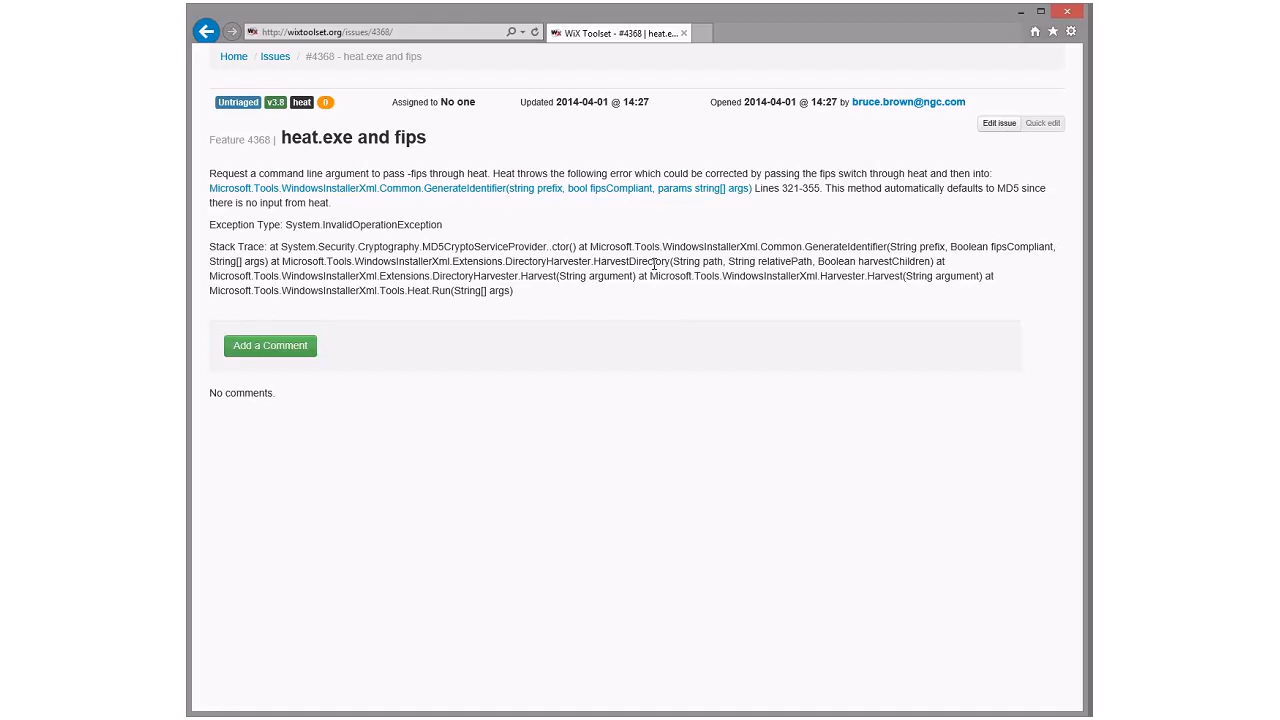 http://wixtoolset.org/issues/4368/
WiX Toolset - #4368 | heat.e...
Home / Issues / #4368 - heat.exe and fips
Untriaged v3.8 heat 0 Assigned to No one Updated 2014-04-01 @ 14:27 Opened 2014-04-01 @ 14:27 by bruce.brown@ngc.com
Edit issue Quick edit
Feature 4368 | heat.exe and fips
Request a command line argument to pass -fips through heat. Heat throws the following error which could be corrected by passing the fips switch through heat and then into:
Microsoft.Tools.WindowsInstallerXml.Common.GenerateIdentifier(string prefix, bool fipsCompliant, params string[] args) Lines 321-355. This method automatically defaults to MD5 since
there is no input from heat.
Exception Type: System.InvalidOperationException
Stack Trace: at System.Security.Cryptography.MD5CryptoServiceProvider..ctor() at Microsoft.Tools.WindowsInstallerXml.Common.GenerateIdentifier(String prefix, Boolean fipsCompliant,
String[] args) at Microsoft.Tools.WindowsInstallerXml.Extensions.DirectoryHarvester.HarvestDirectory(String path, String relativePath, Boolean harvestChildren) at
Microsoft.Tools.WindowsInstallerXml.Extensions.DirectoryHarvester.Harvest(String argument) at Microsoft.Tools.WindowsInstallerXml.Harvester.Harvest(String argument) at
Microsoft.Tools.WindowsInstallerXml.Tools.Heat.Run(String[] args)
Add a Comment
No comments.